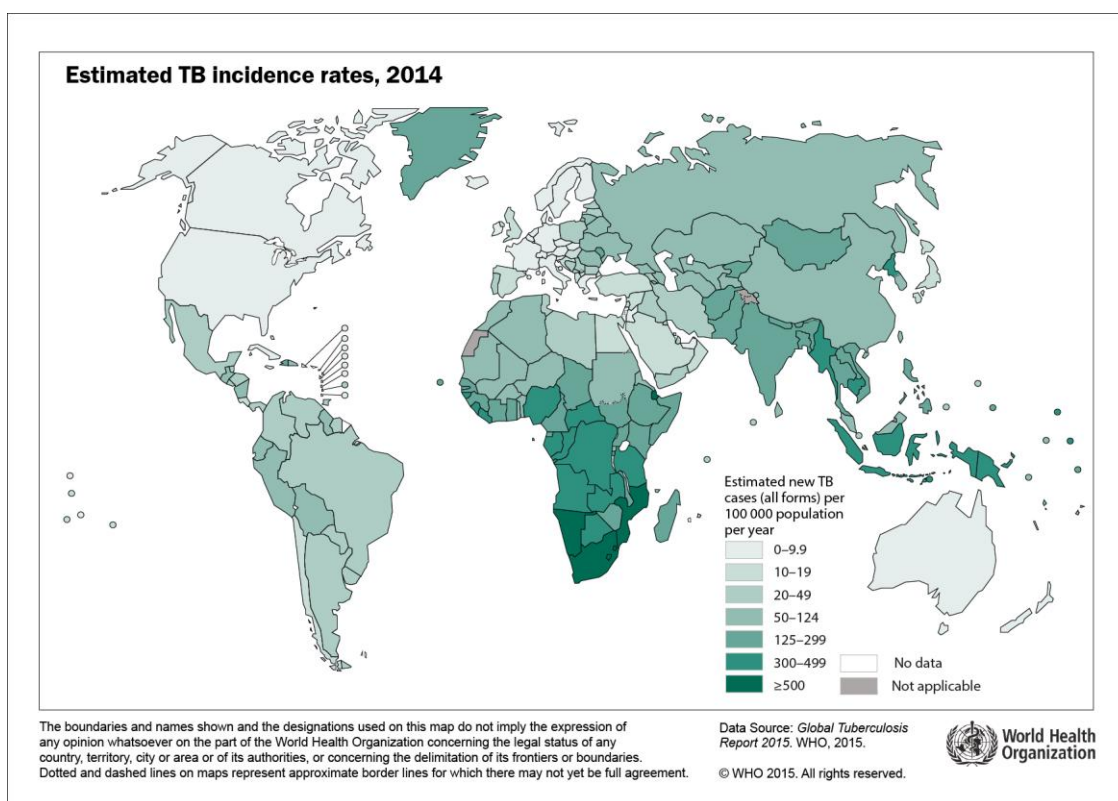 Estimated TB incidence rates, 2014
Estimated new TB
cases (all forms) per
100 000 population
per year
0–9.9
10–19
20–49
50–124
125–299
300–499
≥500
No data
Not applicable
The boundaries and names shown and the designations used on this map do not imply the expression of
any opinion whatsoever on the part of the World Health Organization concerning the legal status of any
country, territory, city or area or of its authorities, or concerning the delimitation of its frontiers or boundaries.
Dotted and dashed lines on maps represent approximate border lines for which there may not yet be full agreement.
Data Source: Global Tuberculosis
Report 2015. WHO, 2015.
© WHO 2015. All rights reserved.
World Health
Organization